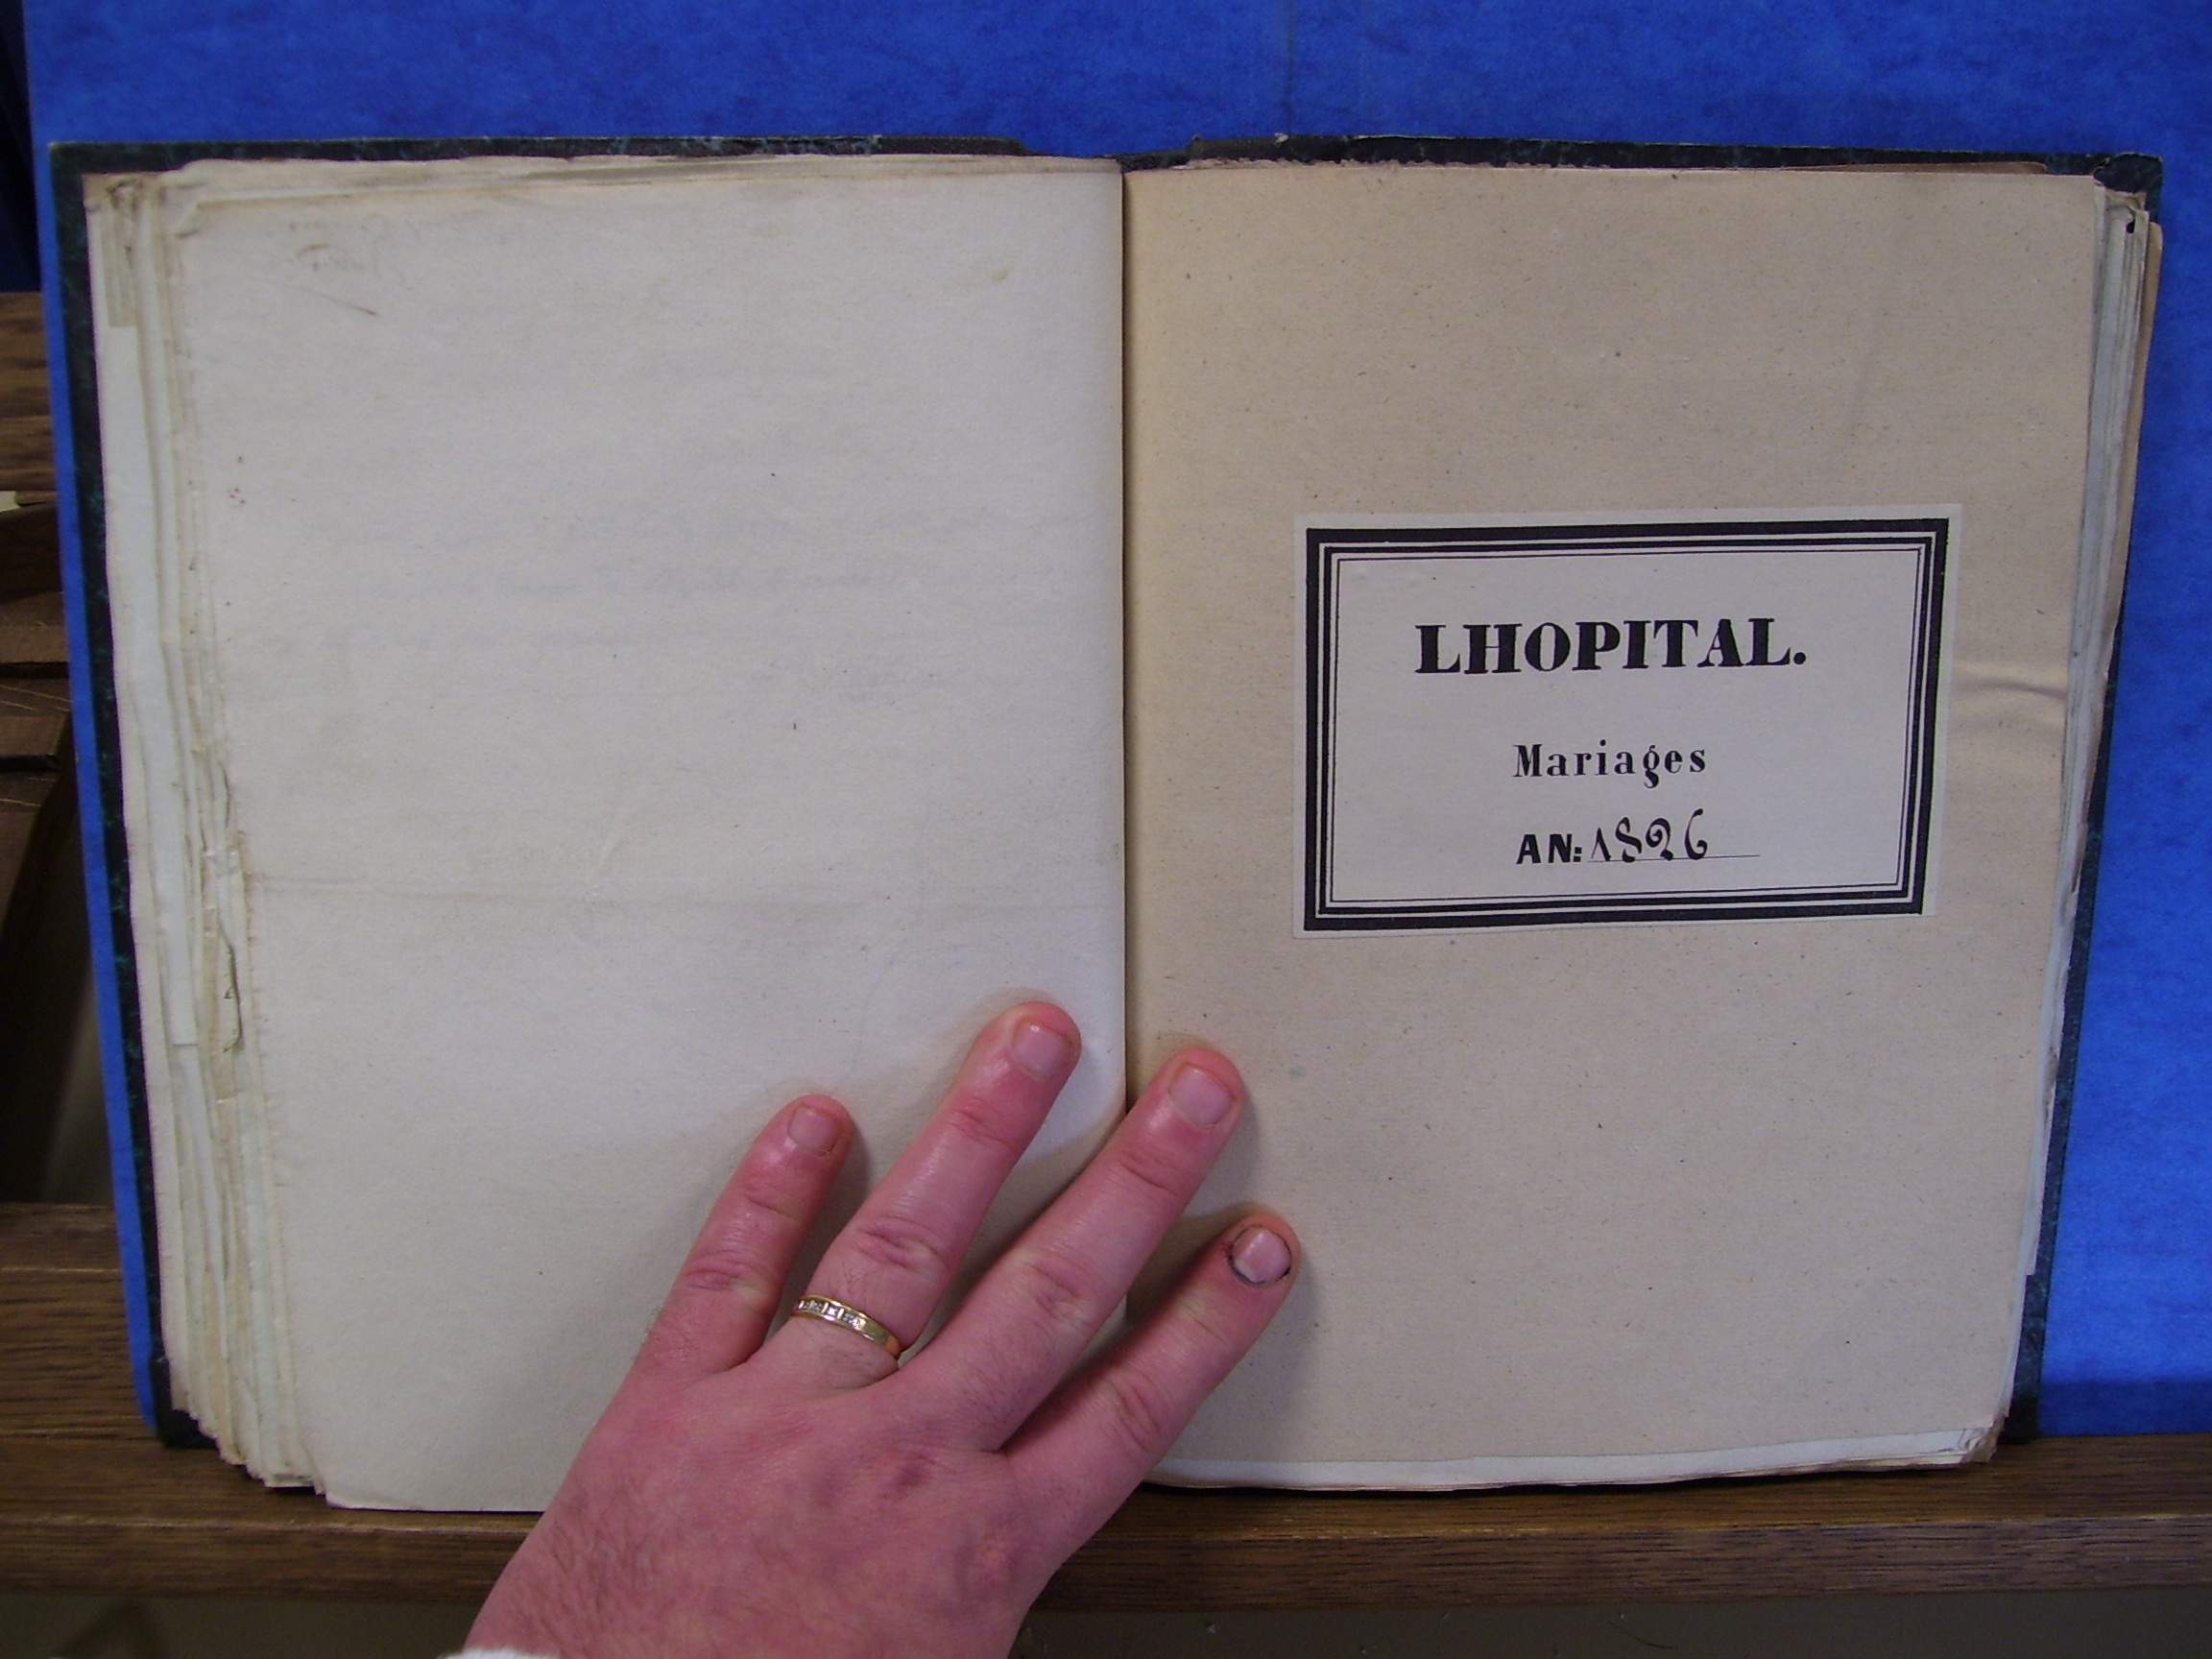 LHOPITAL.
Mariages
AN: 1826